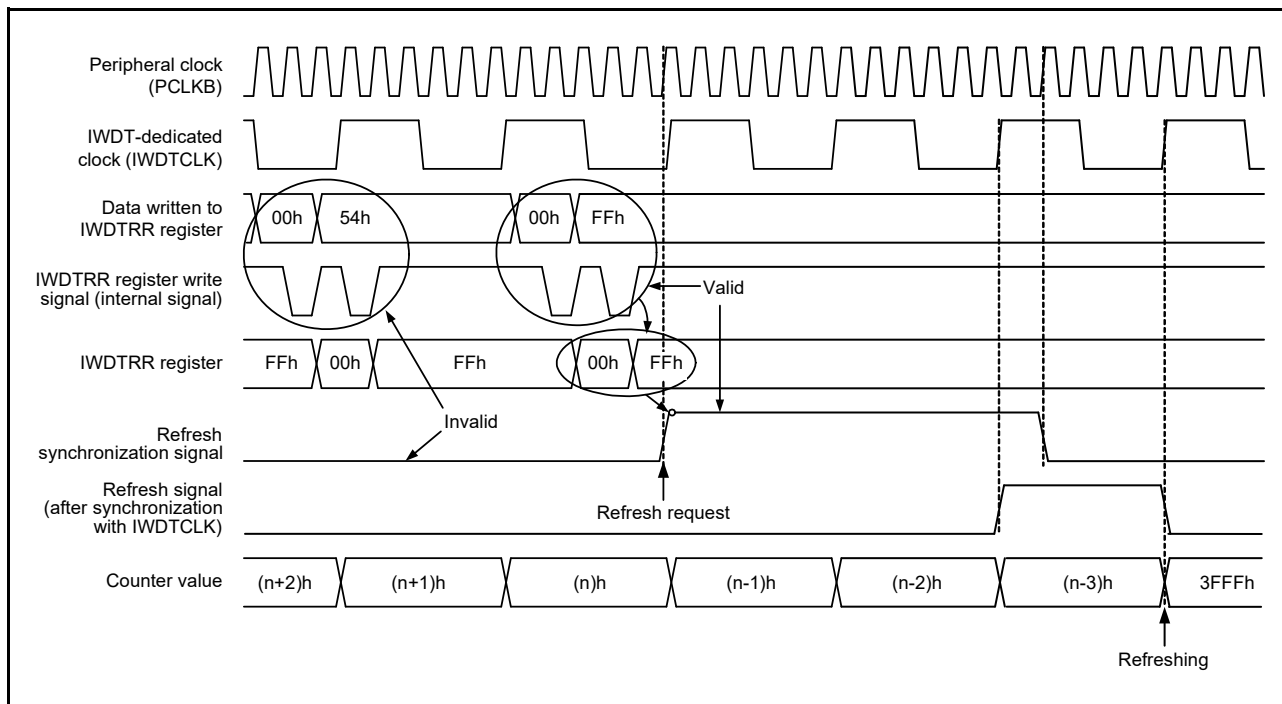 Peripheral clock
(PCLKB)
IWDT-dedicated
clock (IWDTCLK)
Data written to
IWDTRR register
00h
54h
00h
FFh
IWDTRR register write
signal (internal signal)
Valid
IWDTRR register
FFh
00h
FFh
00h
FFh
Invalid
Refresh
synchronization signal
Refresh signal
(after synchronization
with IWDTCLK)
Refresh request
Counter value
(n+2)h
(n+1)h
(n)h
(n-1)h
(n-2)h
(n-3)h
3FFFh
Refreshing